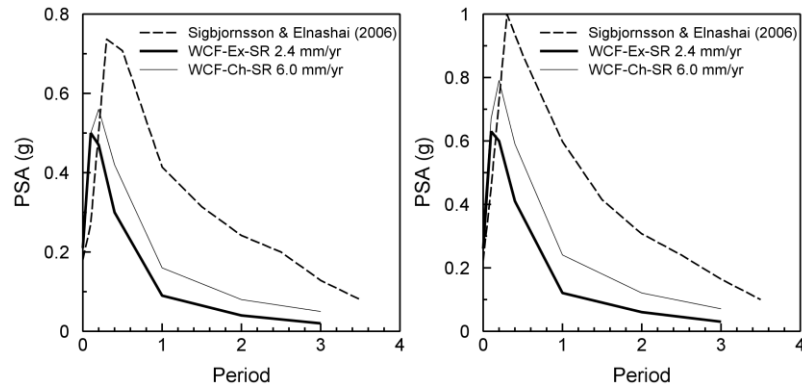 0.8
0.6
0.4
0.2
0
PSA (g)
Sigbjornsson & Elnashai (2006)
WCF-Ex-SR 2.4 mm/yr
WCF-Ch-SR 6.0 mm/yr
0 1 2 3 4
Period
1
0.8
0.6
0.4
0.2
0
PSA (g)
Sigbjornsson & Elnashai (2006)
WCF-Ex-SR 2.4 mm/yr
WCF-Ch-SR 6.0 mm/yr
0 1 2 3 4
Period